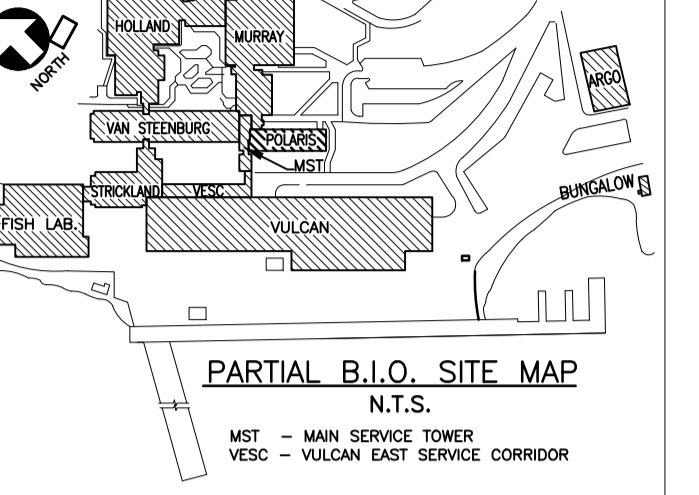 HOLLAND
MURRAY
NORTH
ARGO
VAN STEENBURG
POLARIS
MST
STRICKLAND
VESC
BUNGALOW
FISH LAB.
VULCAN
PARTIAL B.I.O. SITE MAP
N.T.S.
MST – MAIN SERVICE TOWER
VESC – VULCAN EAST SERVICE CORRIDOR